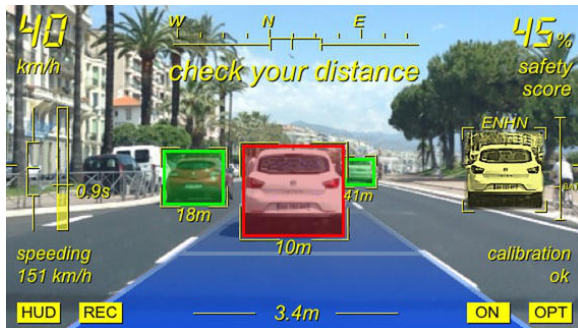 40
km/h
W N E
45%
safety
score
check your distance
ENHN
0.9s
18m
41m
10m
speeding
151 km/h
calibration
ok
HUD
REC
3.4m
ON
OPT